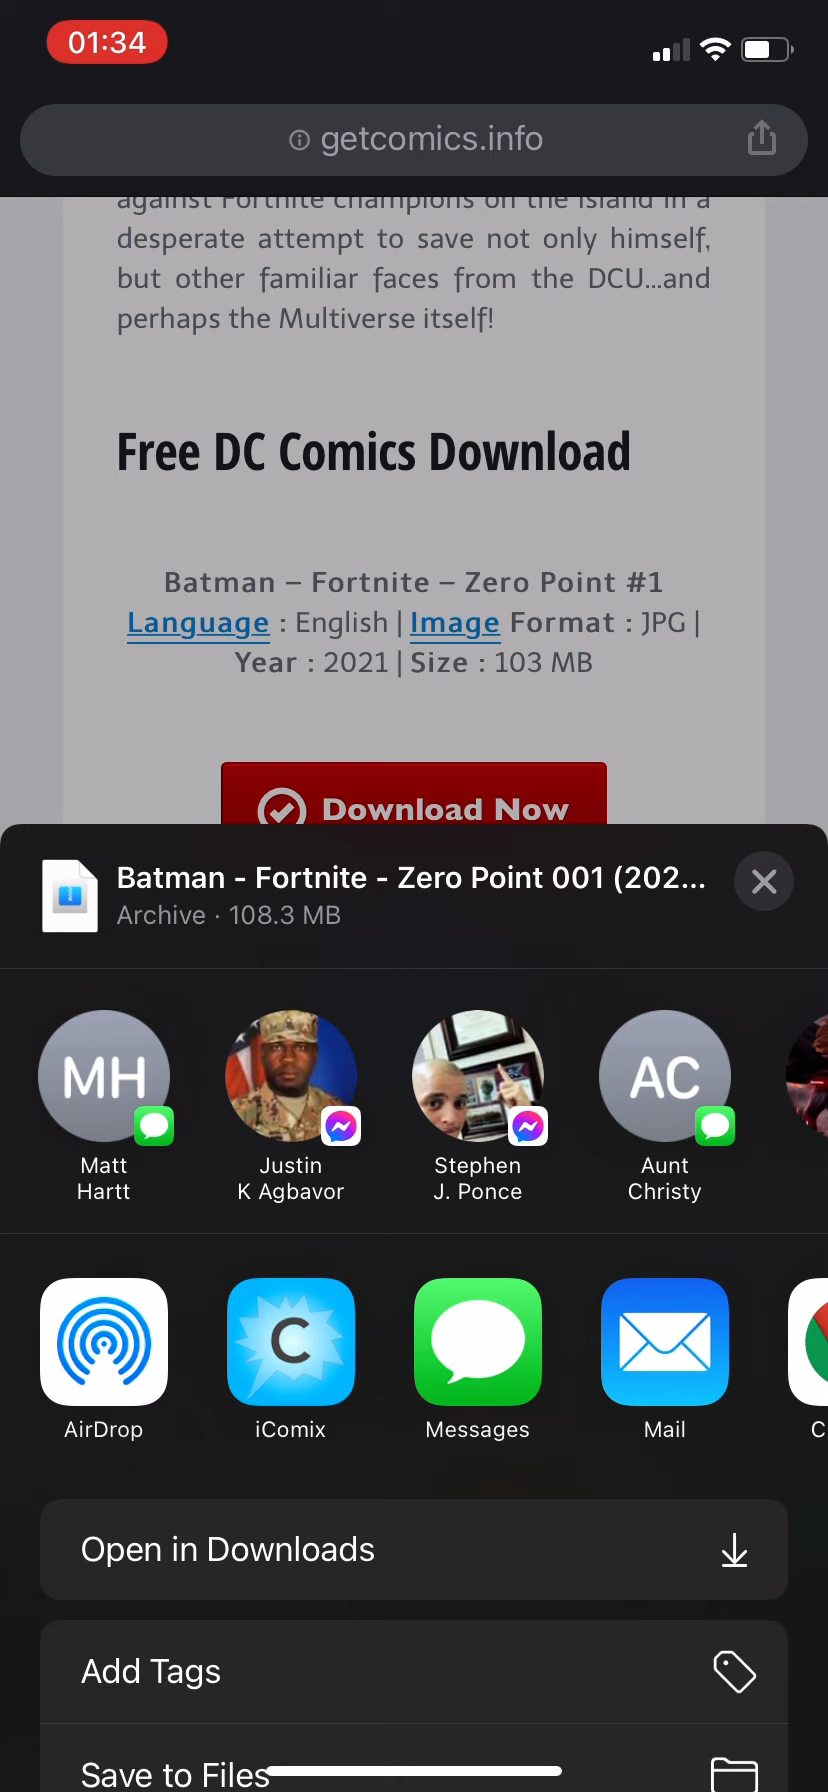 01:34
getcomics.info
against Fortnite champions on the Island in a
desperate attempt to save not only himself,
but other familiar faces from the DCU...and
perhaps the Multiverse itself!
Free DC Comics Download
Batman – Fortnite – Zero Point #1
Language : English | Image Format : JPG |
Year : 2021 | Size : 103 MB
Download Now
Batman - Fortnite - Zero Point 001 (202...
Archive · 108.3 MB
MH
AC
Matt
Hartt
Justin
K Agbavor
Stephen
J. Ponce
Aunt
Christy
C
AirDrop
iComix
Messages
Mail
C
Open in Downloads
Add Tags
Save to Files